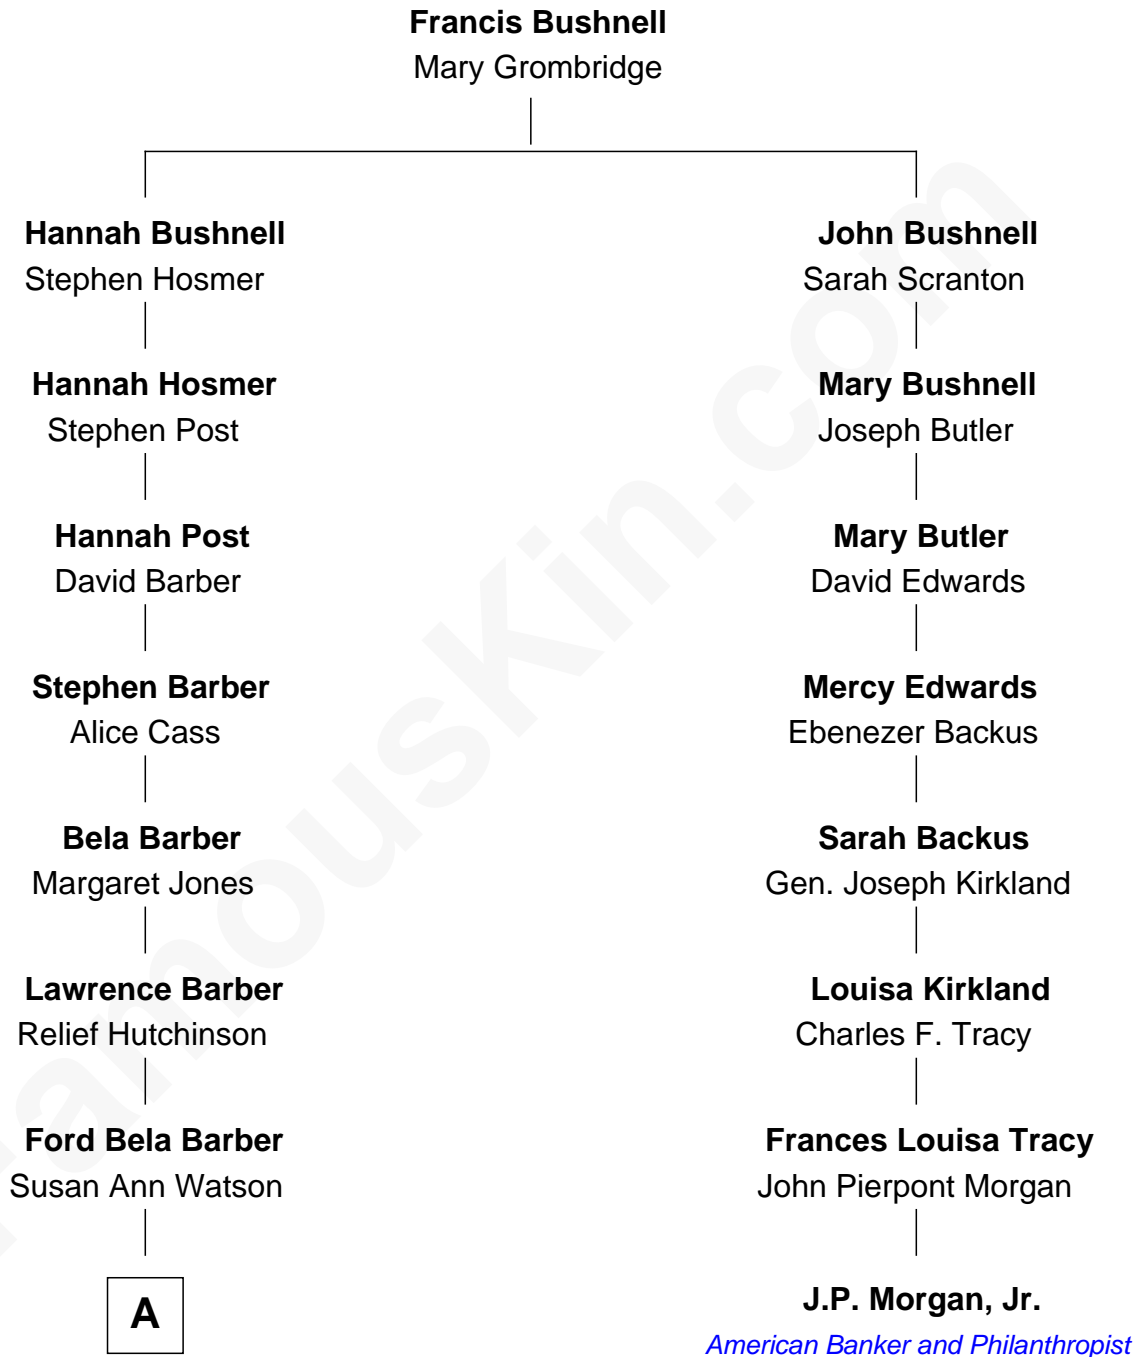 Francis Bushnell
Mary Grombridge
Hannah Bushnell
Stephen Hosmer
John Bushnell
Sarah Scranton
Hannah Hosmer
Stephen Post
Mary Bushnell
Joseph Butler
Hannah Post
David Barber
Mary Butler
David Edwards
Stephen Barber
Alice Cass
Mercy Edwards
Ebenezer Backus
Bela Barber
Margaret Jones
Sarah Backus
Gen. Joseph Kirkland
Lawrence Barber
Relief Hutchinson
Louisa Kirkland
Charles F. Tracy
Ford Bela Barber
Susan Ann Watson
Frances Louisa Tracy
John Pierpont Morgan
A
J.P. Morgan, Jr.
American Banker and Philanthropist
FamousKin.com